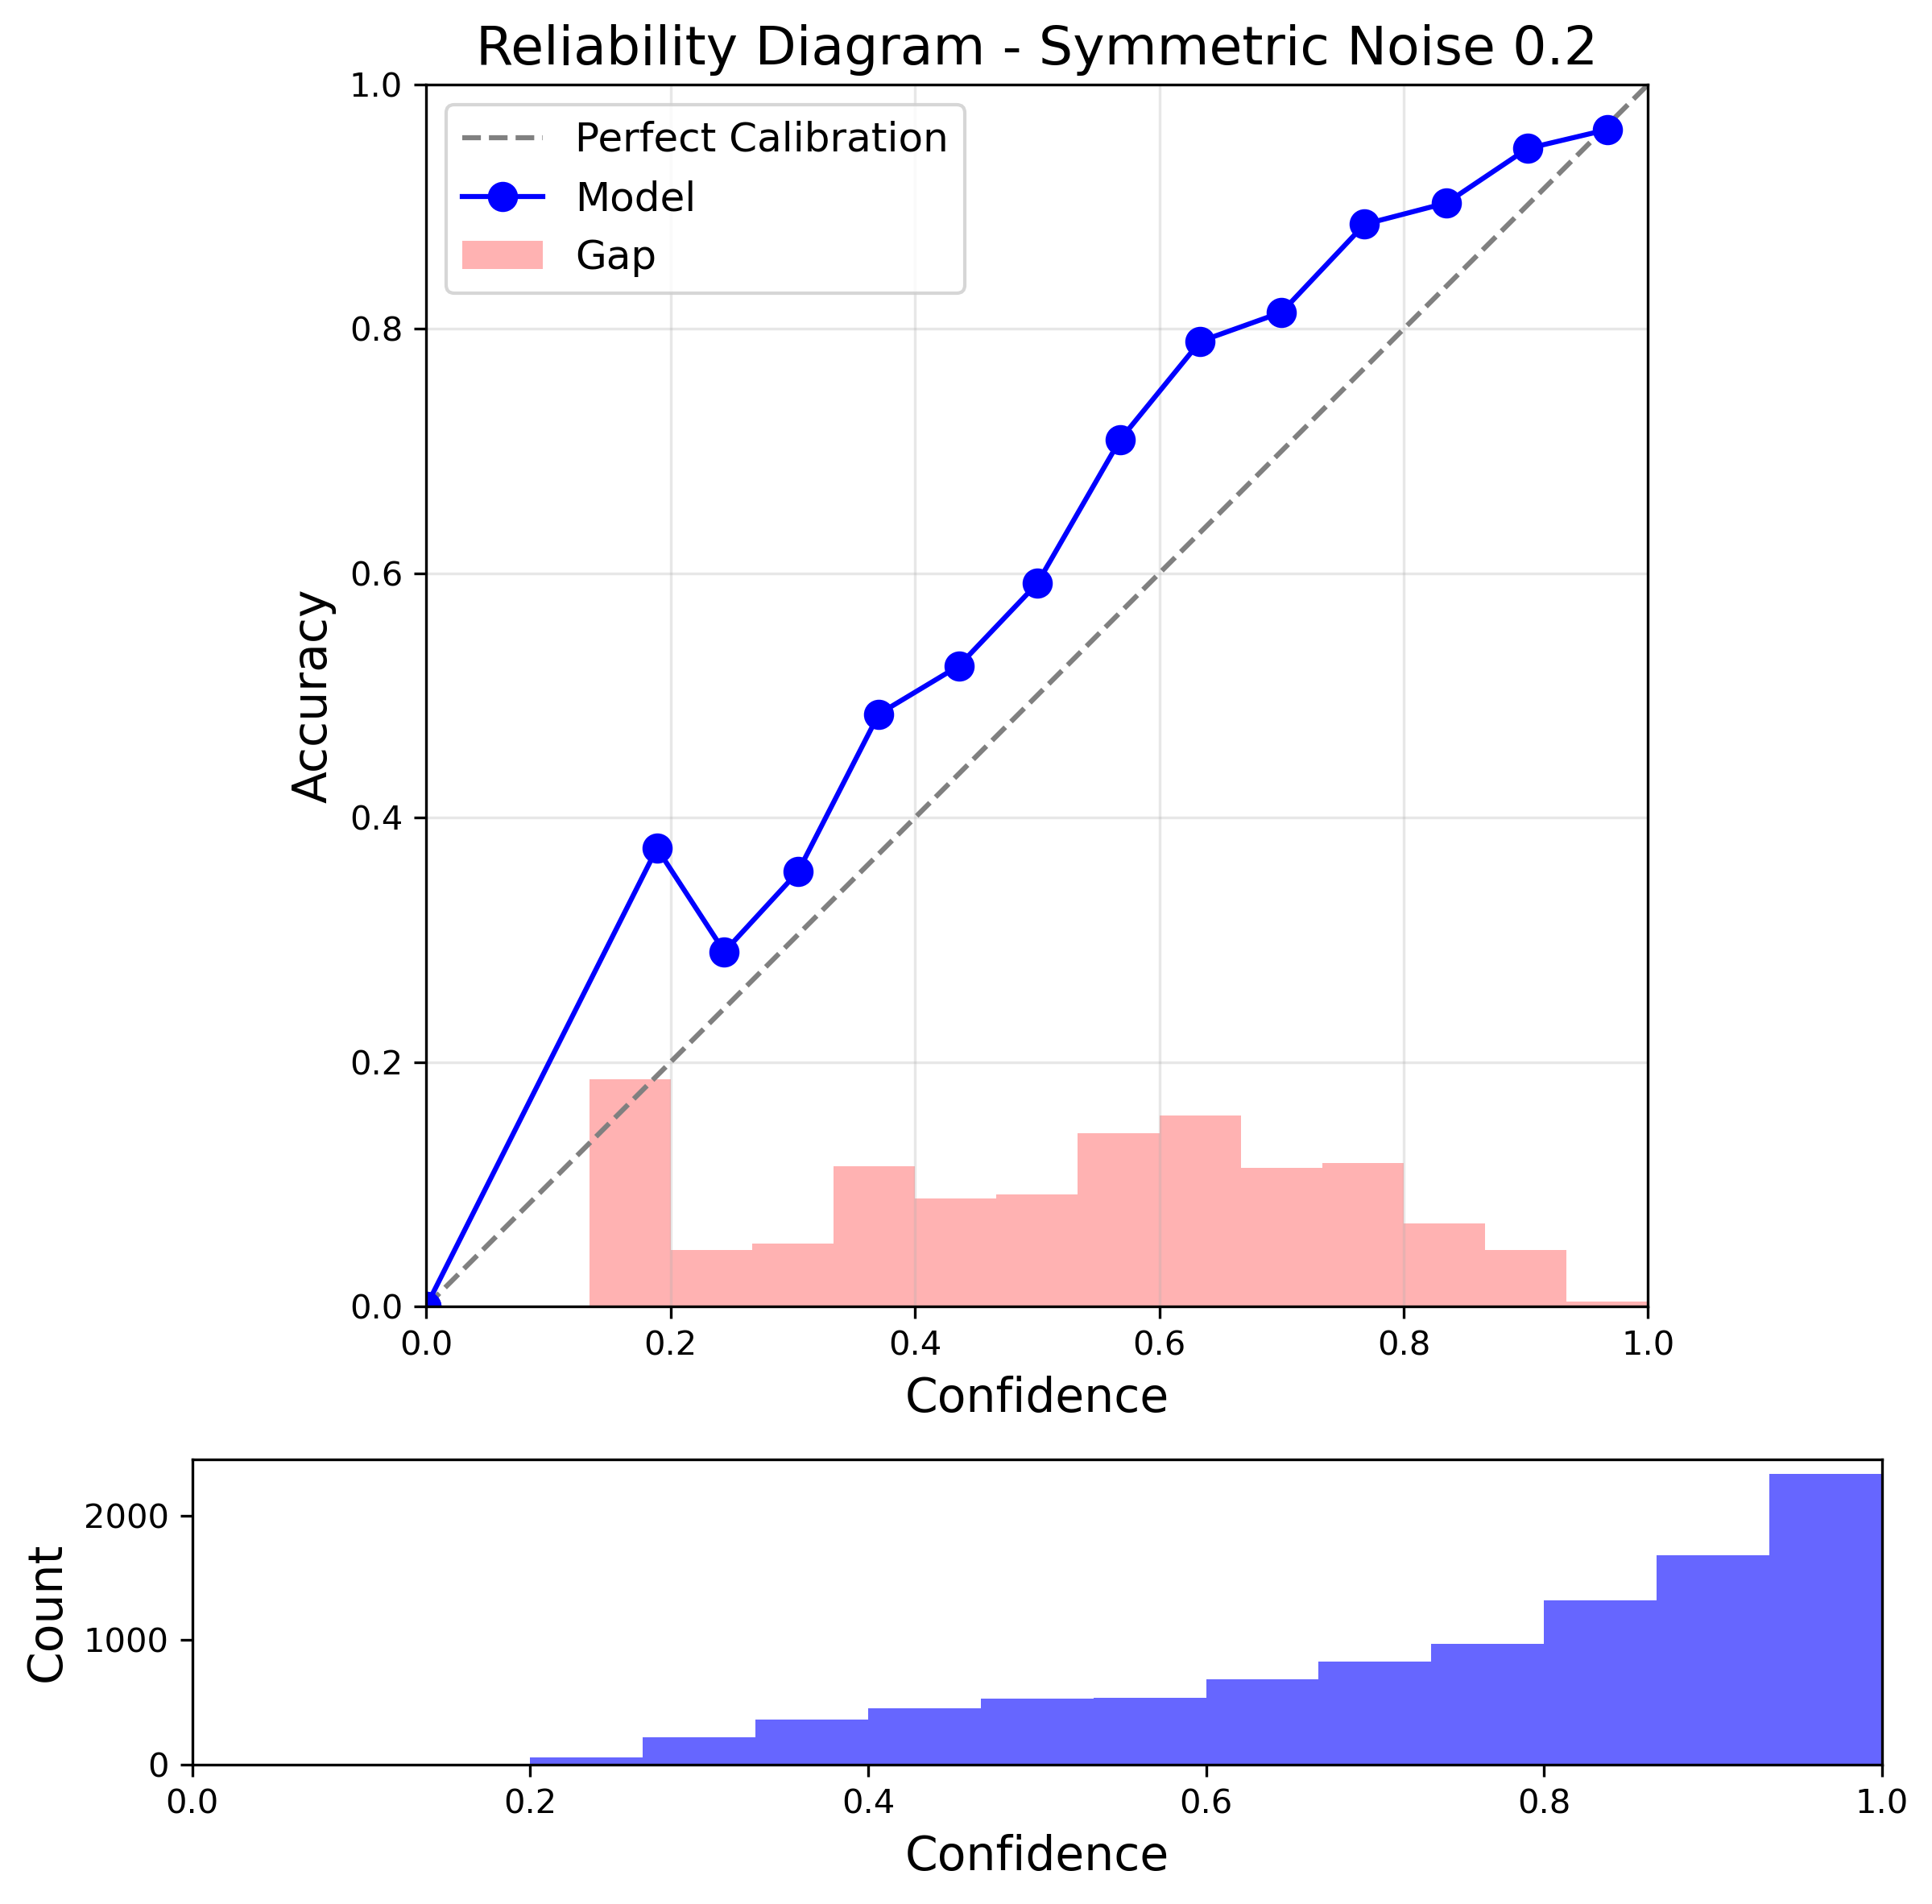 Reliability Diagram - Symmetric Noise 0.2
1.0
0.8
0.6
0.4
0.2
0.0
Accuracy
Perfect Calibration
Model
Gap
0.0 0.2 0.4 0.6 0.8 1.0
Confidence
2000
1000
0
Count
0.0 0.2 0.4 0.6 0.8 1.0
Confidence